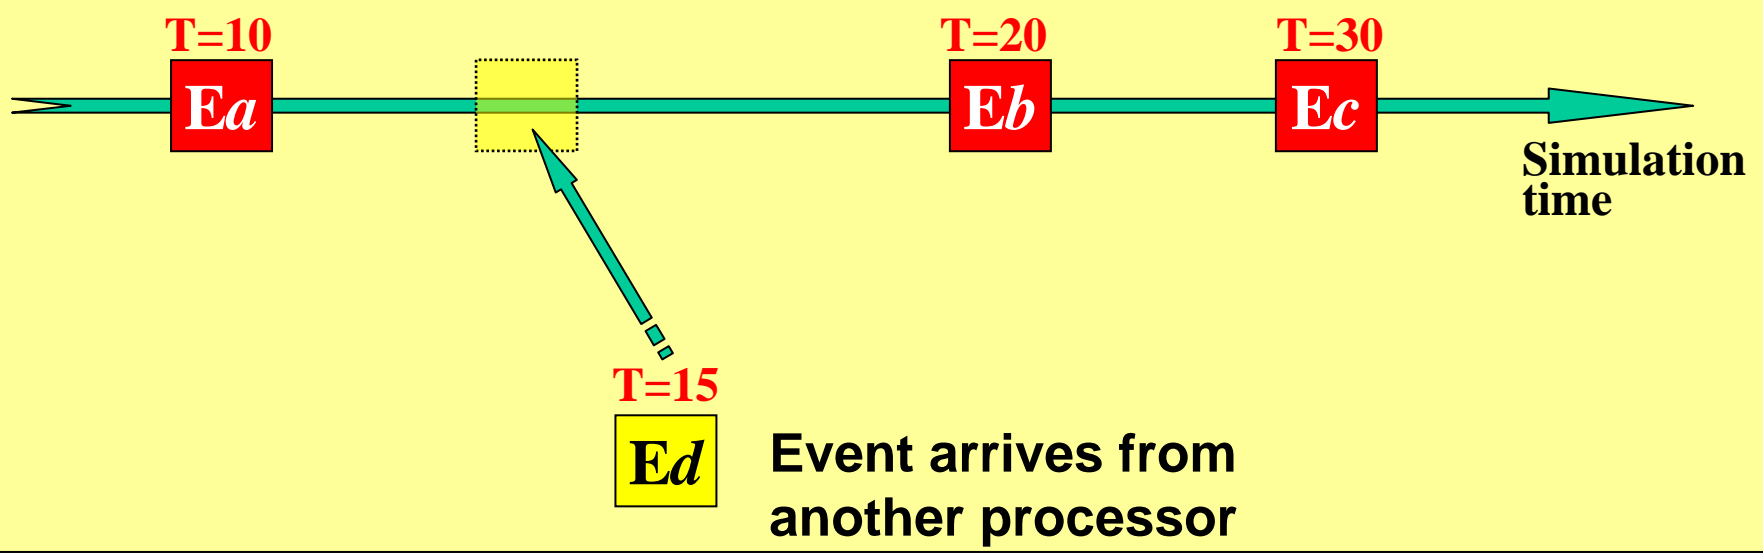 T=10
T=20
T=30
Ea
Eb
Ec
Simulation
time
T=15
Ed
Event arrives from
another processor